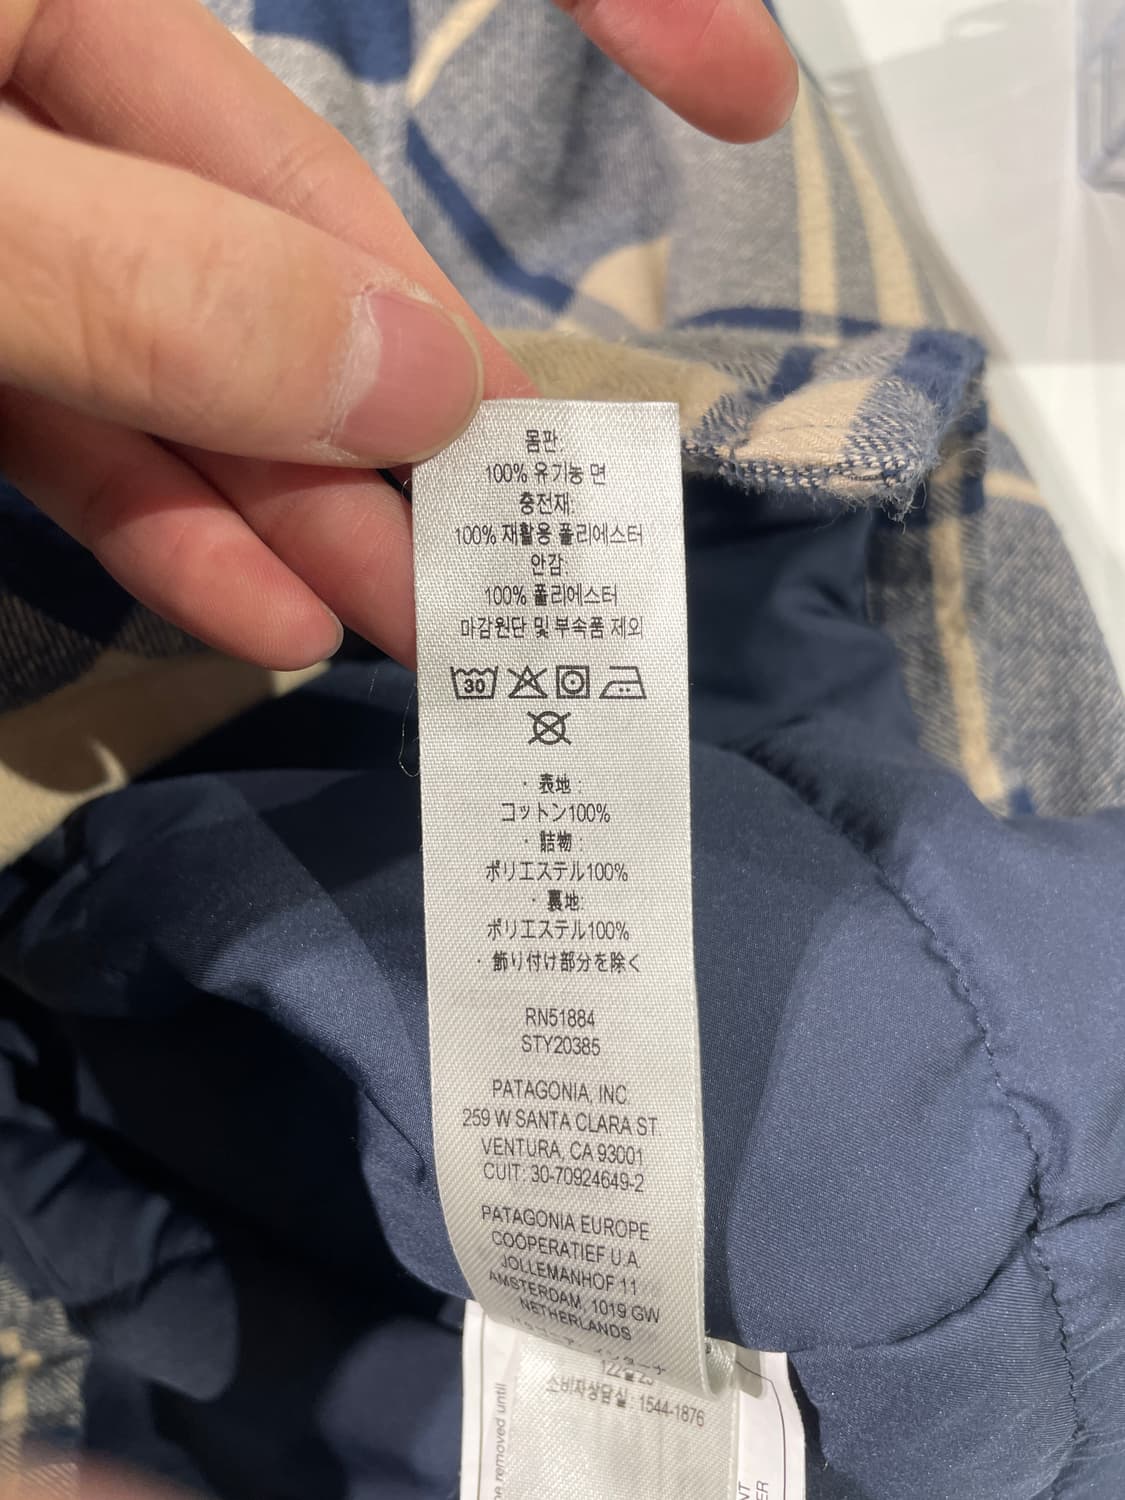 몸판:
100% 유기농 면
충전재:
100% 재활용 폴리에스터
안감:
100% 폴리에스터
마감원단 및 부속품 제외
30
・表地 :
コットン100%
・詰物 :
ポリエステル100%
・裏地:
ポリエステル100%
・飾り付け部分を除く
RN51884
STY20385
PATAGONIA, INC.
259 W SANTA CLARA ST.
VENTURA, CA 93001
CUIT: 30-70924649-2
PATAGONIA EUROPE
COOPERATIEF U.A
JOLLEMANHOF 11
AMSTERDAM, 1019 GW
NETHERLANDS
소비자상담실 : 1544-1876
removed until